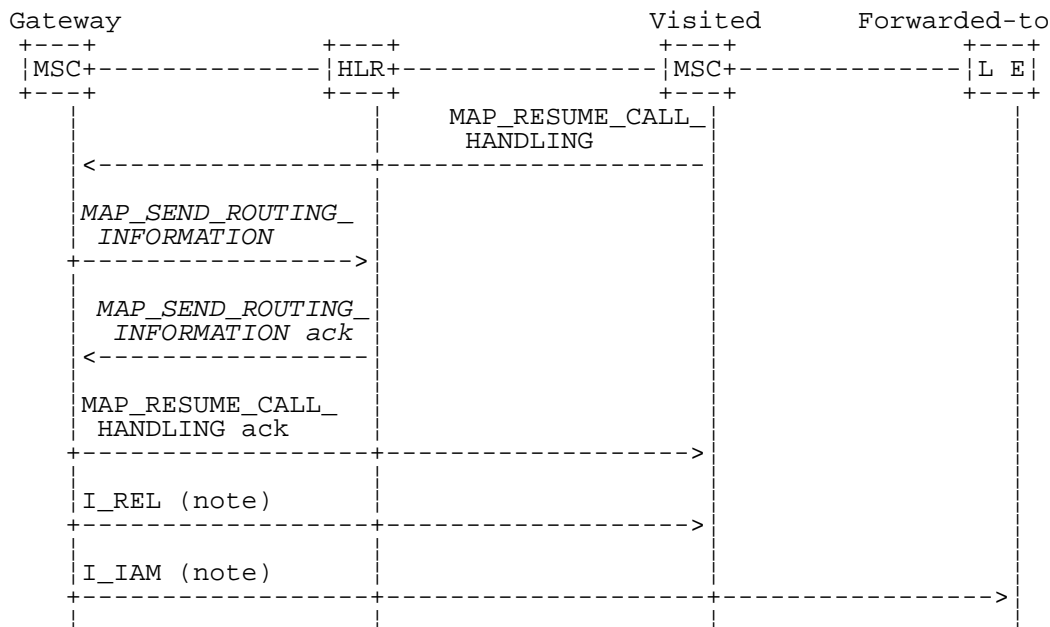 Gateway Visited Forwarded-to
MSC HLR MSC L E
MAP_RESUME_CALL_
HANDLING
MAP_SEND_ROUTING_
INFORMATION
MAP_SEND_ROUTING_
INFORMATION ack
MAP_RESUME_CALL_
HANDLING ack
I_REL (note)
I_IAM (note)